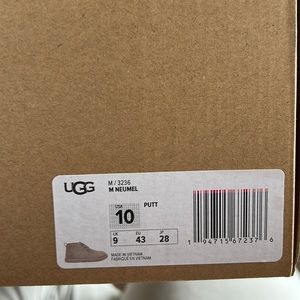 UGG
M / 3236
M NEUMEL
USA
10
PUTT
UK EU JP
9 43 28
MADE IN VIETNAM
FABRIQUÉ EN VIETNAM
1 94715 67237 6